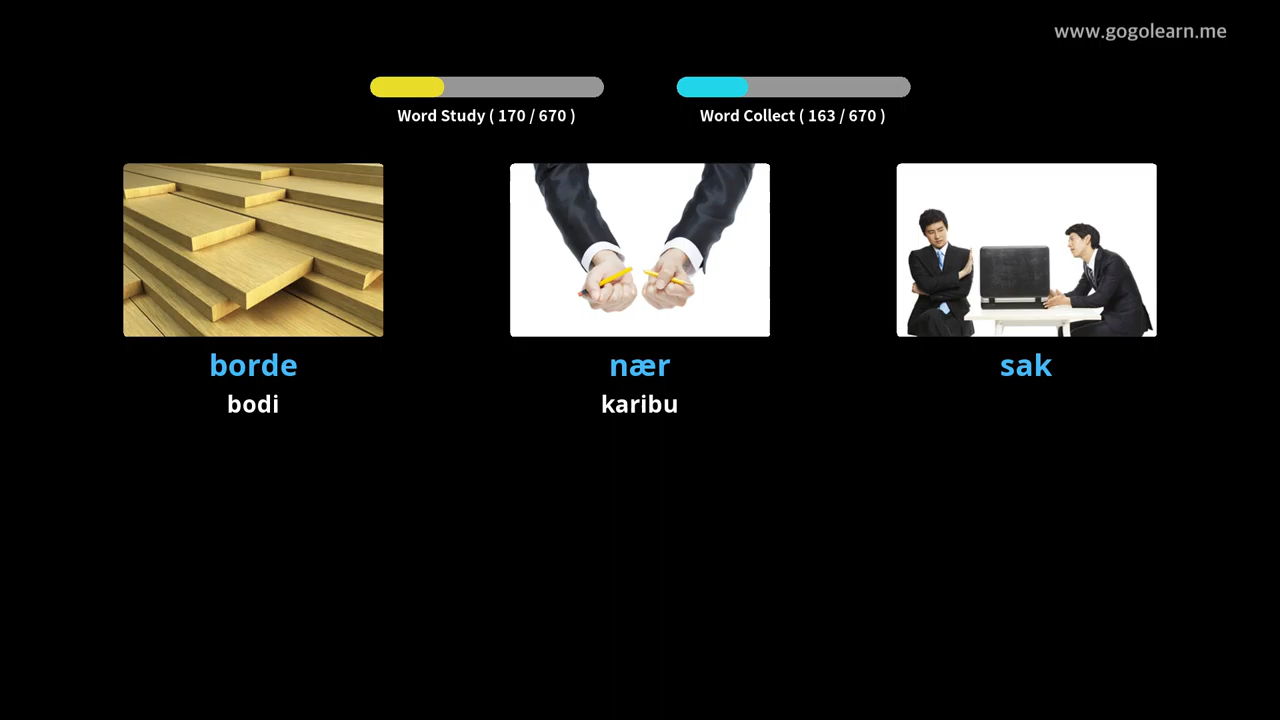 www.gogolearn.me
Word Study ( 170 / 670 )
Word Collect ( 163 / 670 )
borde
nær
sak
bodi
karibu